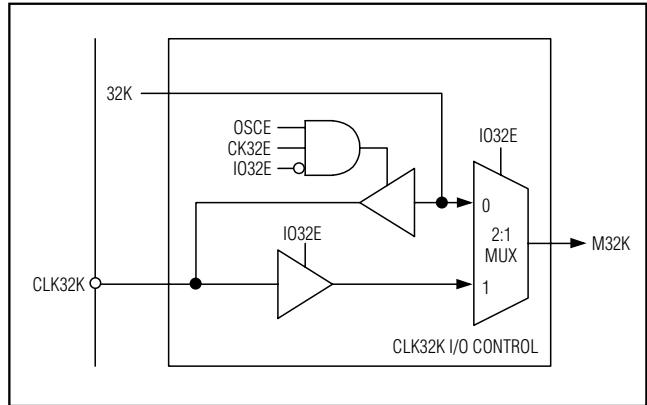 32K
OSCE
CK32E
IO32E
IO32E
0
2:1
MUX
M32K
IO32E
CLK32K
1
CLK32K I/O CONTROL